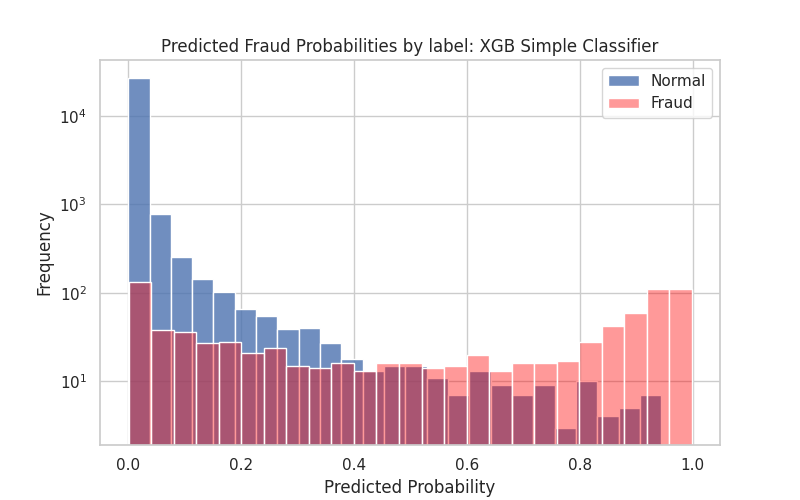 Predicted Fraud Probabilities by label: XGB Simple Classifier
Normal
Fraud
Frequency
10^4
10^3
10^2
10^1
0.0 0.2 0.4 0.6 0.8 1.0
Predicted Probability